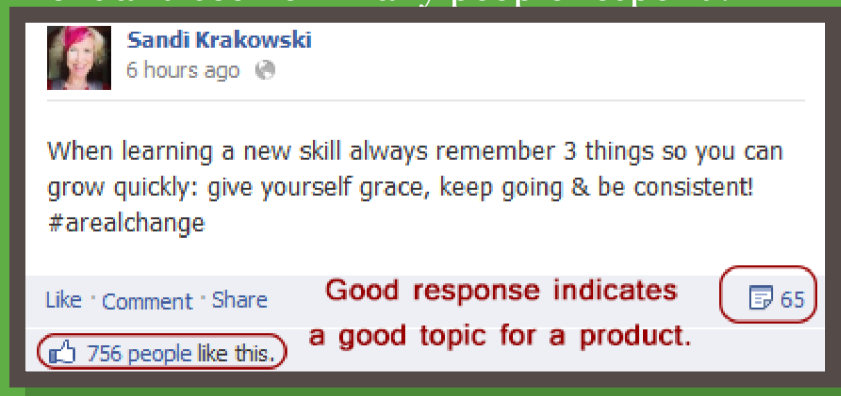 Sandi Krakowski
6 hours ago
When learning a new skill always remember 3 things so you can
grow quickly: give yourself grace, keep going & be consistent!
#arealchange
Like · Comment · Share
65
Good response indicates
a good topic for a product.
756 people like this.